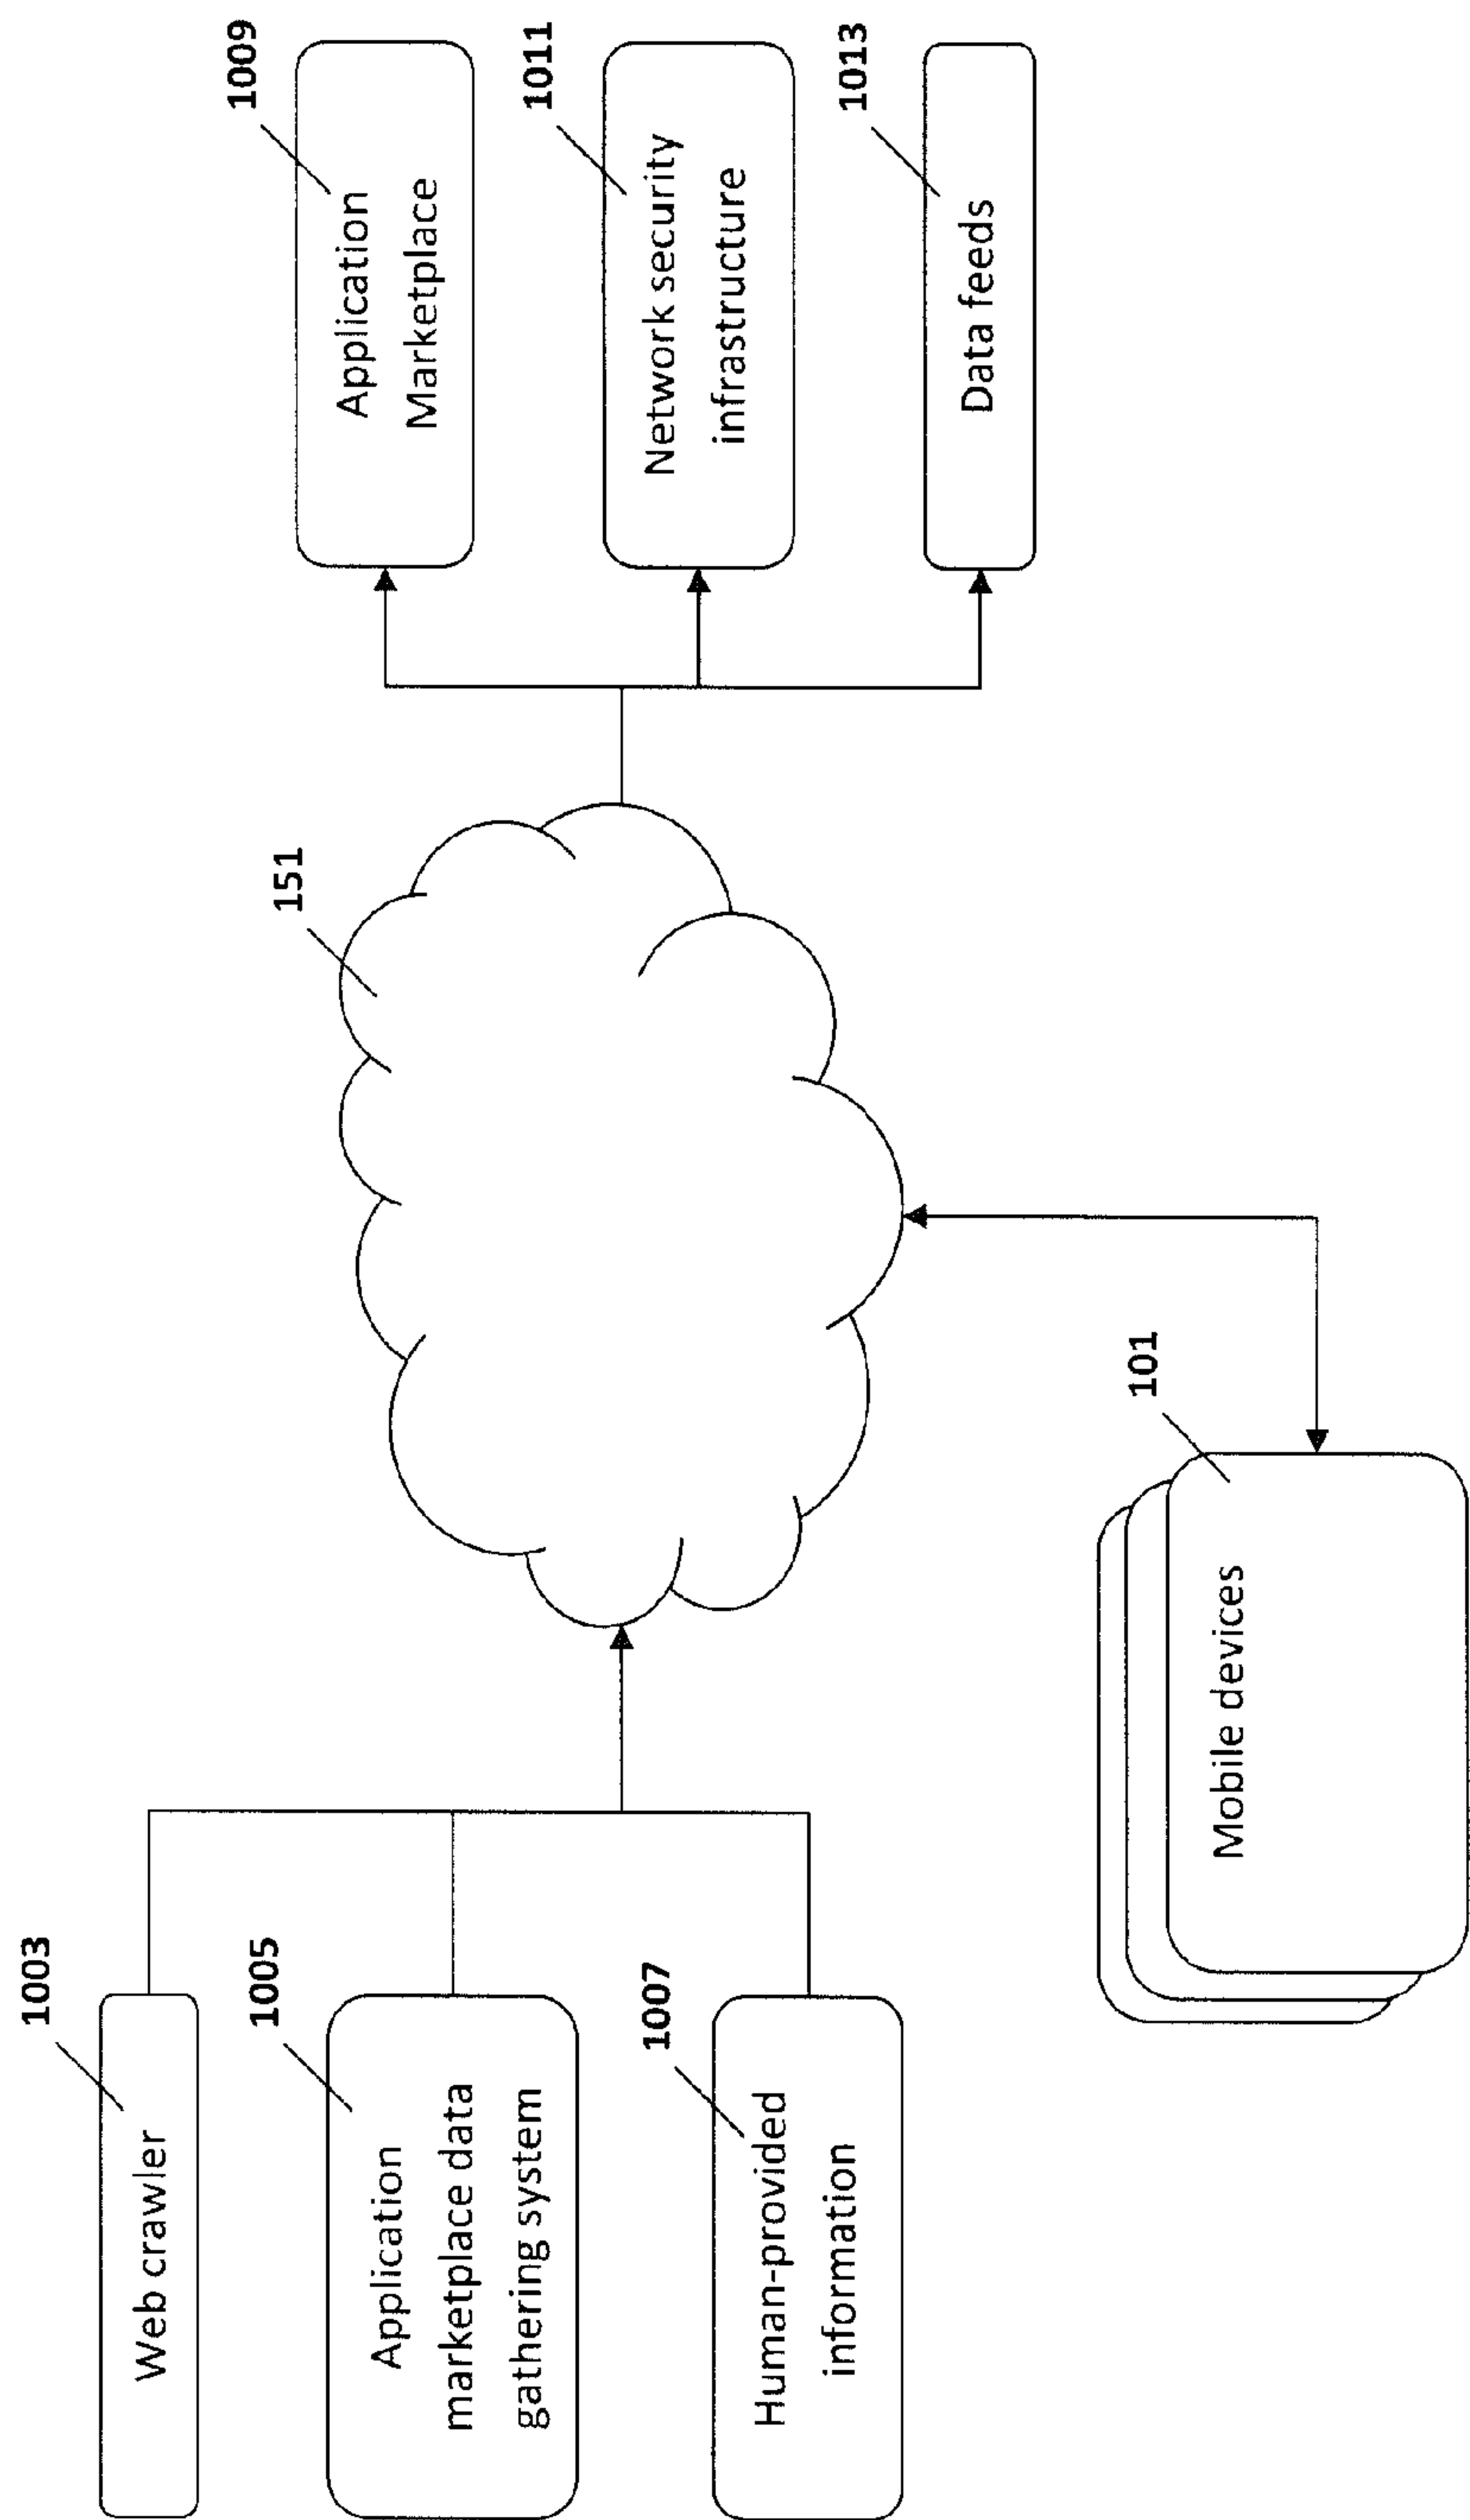 1003
Web crawler
1005
Application
marketplace data
gathering system
1007
Human-provided
information
151
101
Mobile devices
1009
Application
Marketplace
1011
Network security
infrastructure
1013
Data feeds